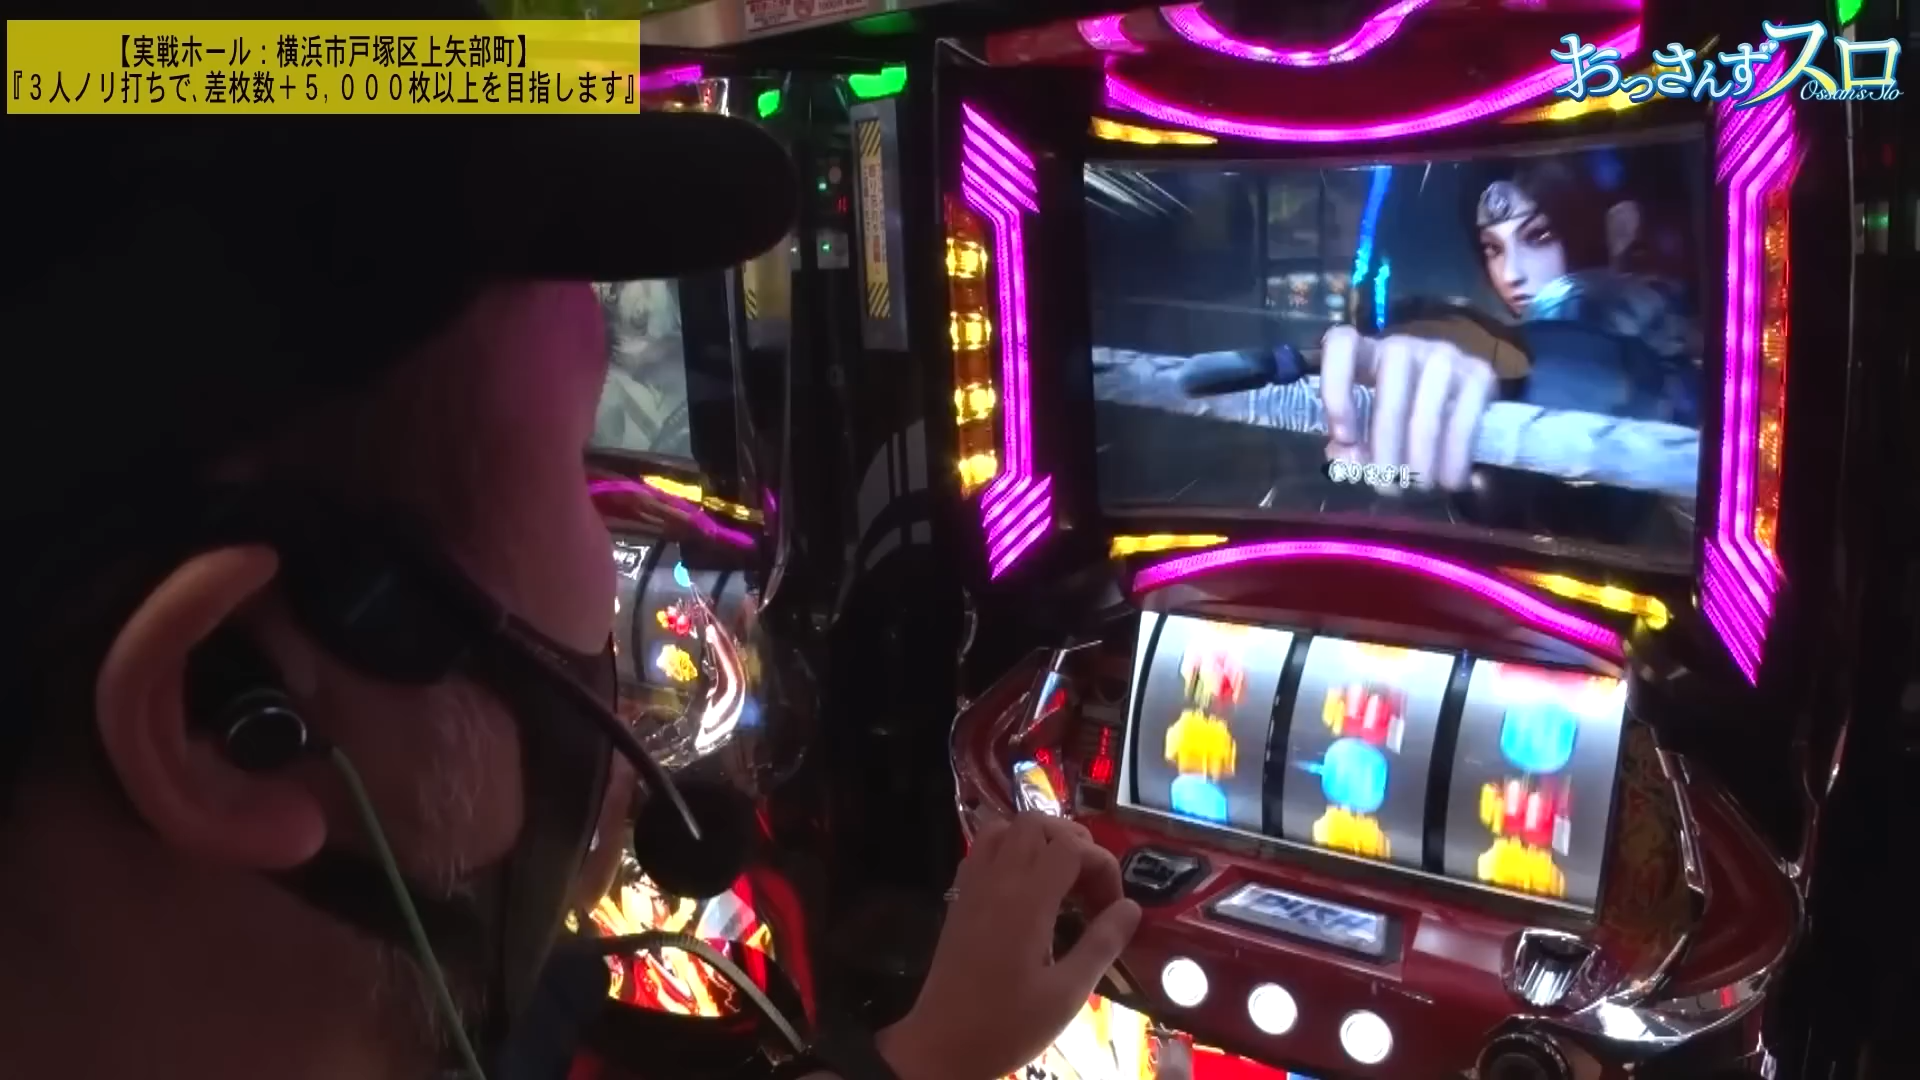 【実戦ホール：横浜市戸塚区上矢部町】
『３人ノリ打ちで、差枚数＋５，０００枚以上を目指します』
おっさんずスロ
Ossan's Slo
PUSH